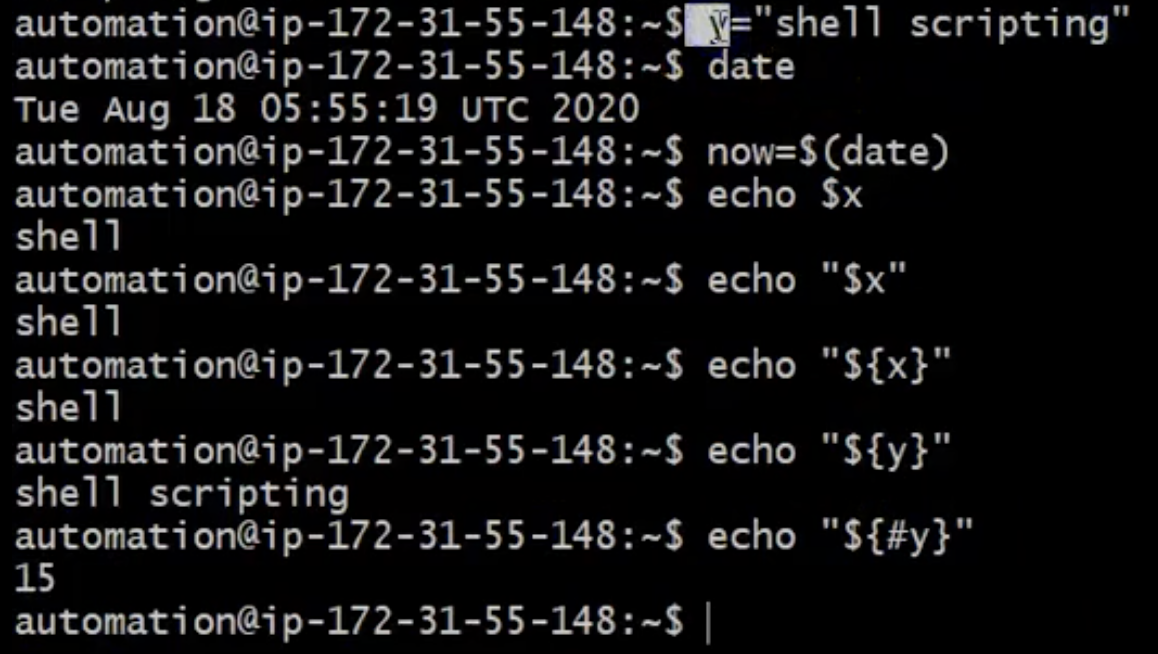 automation@ip-172-31-55-148:~$ y="shell scripting"
automation@ip-172-31-55-148:~$ date
Tue Aug 18 05:55:19 UTC 2020
automation@ip-172-31-55-148:~$ now=$(date)
automation@ip-172-31-55-148:~$ echo $x
shell
automation@ip-172-31-55-148:~$ echo "$x"
shell
automation@ip-172-31-55-148:~$ echo "${x}"
shell
automation@ip-172-31-55-148:~$ echo "${y}"
shell scripting
automation@ip-172-31-55-148:~$ echo "${#y}"
15
automation@ip-172-31-55-148:~$